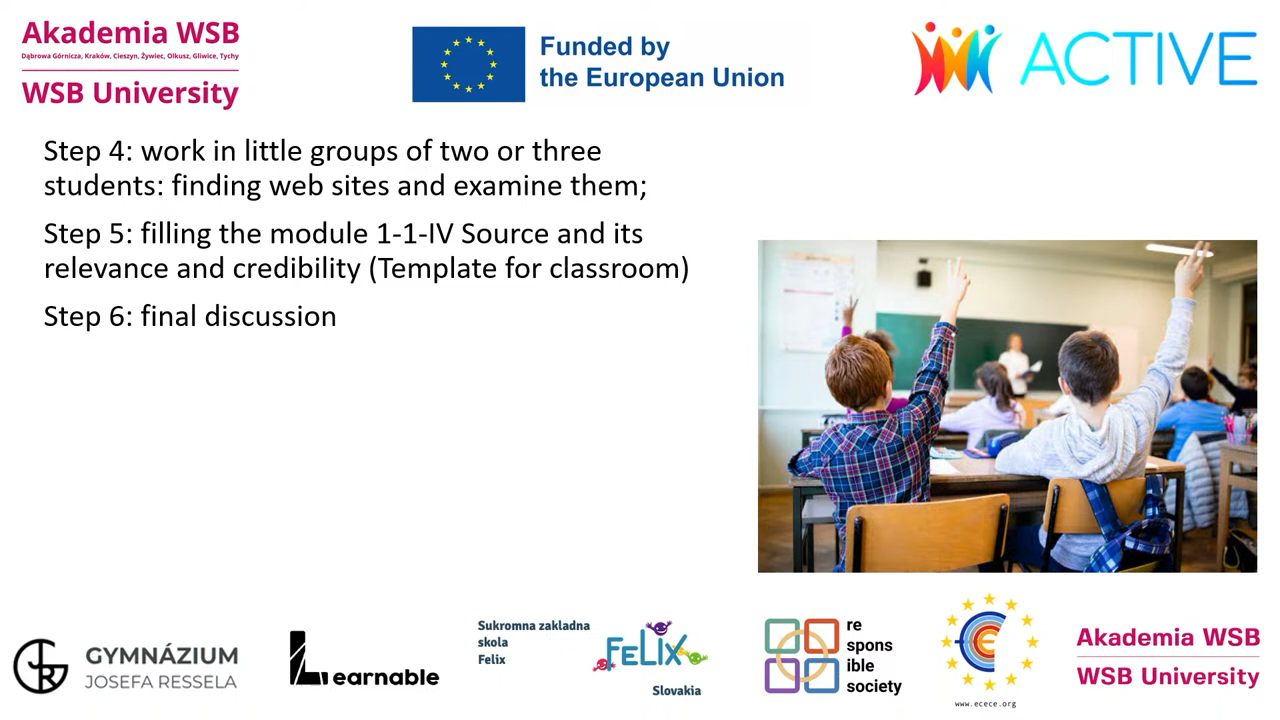 Akademia WSB
Dąbrowa Górnicza, Kraków, Cieszyn, Żywiec, Olkusz, Gliwice, Tychy
WSB University
Funded by
the European Union
ACTIVE
Step 4: work in little groups of two or three
students: finding web sites and examine them;
Step 5: filling the module 1-1-IV Source and its
relevance and credibility (Template for classroom)
Step 6: final discussion
GYMNÁZIUM
JOSEFA RESSELA
Learnable
Sukromna zakladna
skola
Felix
FELIX
Slovakia
re
spons
ible
society
www.ecece.org
Akademia WSB
WSB University